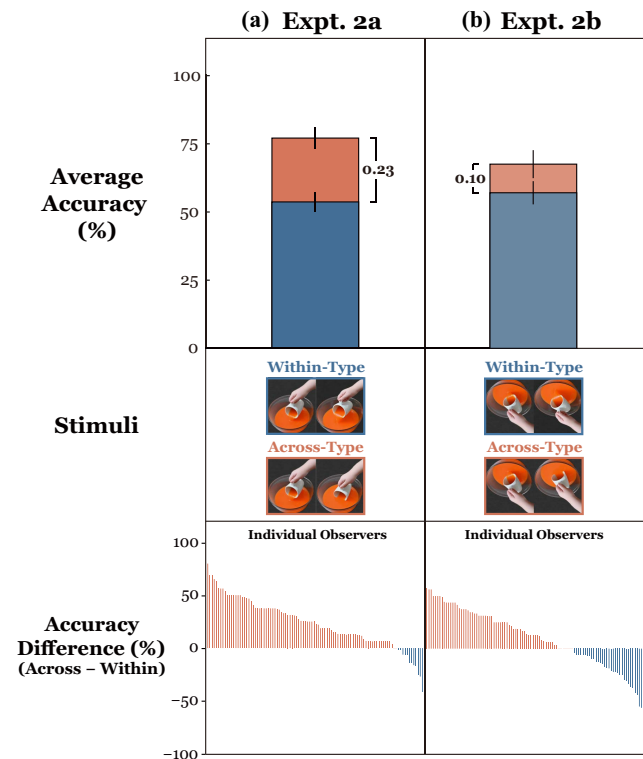 (a) Expt. 2a
(b) Expt. 2b
100
75
50
25
0
Average
Accuracy
(%)
0.23
0.10
Stimuli
Within-Type
Across-Type
Within-Type
Across-Type
Individual Observers
Individual Observers
100
50
0
−50
−100
Accuracy
Difference (%)
(Across – Within)